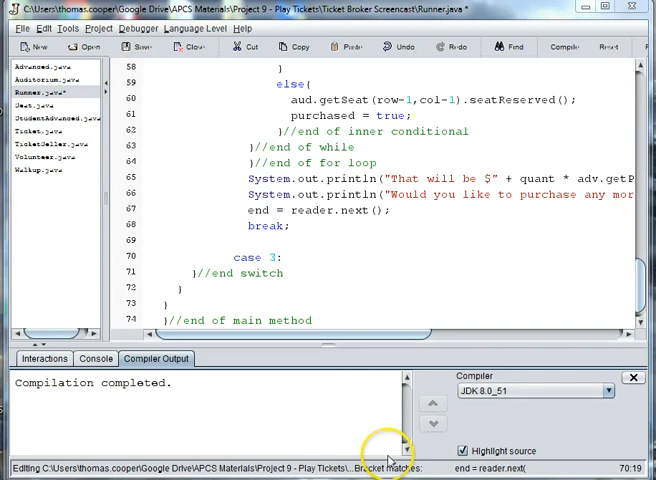 C:\Users\thomas.cooper\Google Drive\APCS Materials\Project 9 - Play Tickets\Ticket Broker Screencast\Runner.java *
File Edit Tools Project Debugger Language Level Help
New Open Save Close Cut Copy Paste Undo Redo Find Compile Reset
Advanced.java
Auditorium.java
Runner.java*
Seat.java
StudentAdvanced.java
Ticket.java
TicketSeller.java
Volunteer.java
Walkup.java
58 }
59 else{
60 aud.getSeat(row-1,col-1).seatReserved();
61 purchased = true;
62 }//end of inner conditional
63 }//end of while
64 }//end of for loop
65 System.out.println("That will be $" + quant * adv.getP
66 System.out.println("Would you like to purchase any mor
67 end = reader.next();
68 break;
69
70 case 3:
71 }//end switch
72 }
73 }
74 }//end of main method
Interactions Console Compiler Output
Compilation completed.
Compiler
JDK 8.0_51
Highlight source
Editing C:\Users\thomas.cooper\Google Drive\APCS Materials\Project 9 - Play Tickets\... Bracket matches: end = reader.next( 70:19